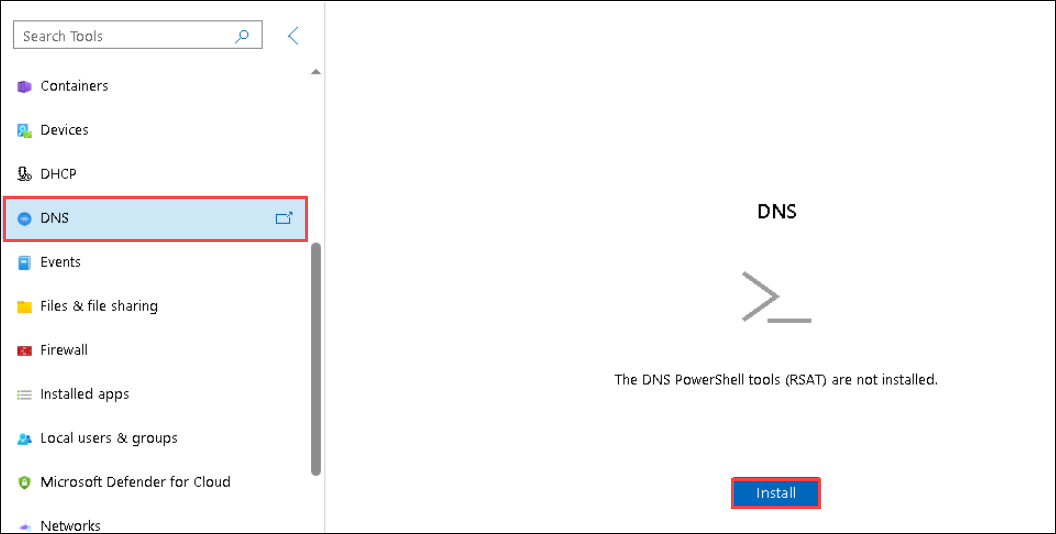 Search Tools
Containers
Devices
DHCP
DNS
Events
Files & file sharing
Firewall
Installed apps
Local users & groups
Microsoft Defender for Cloud
Networks
DNS
The DNS PowerShell tools (RSAT) are not installed.
Install